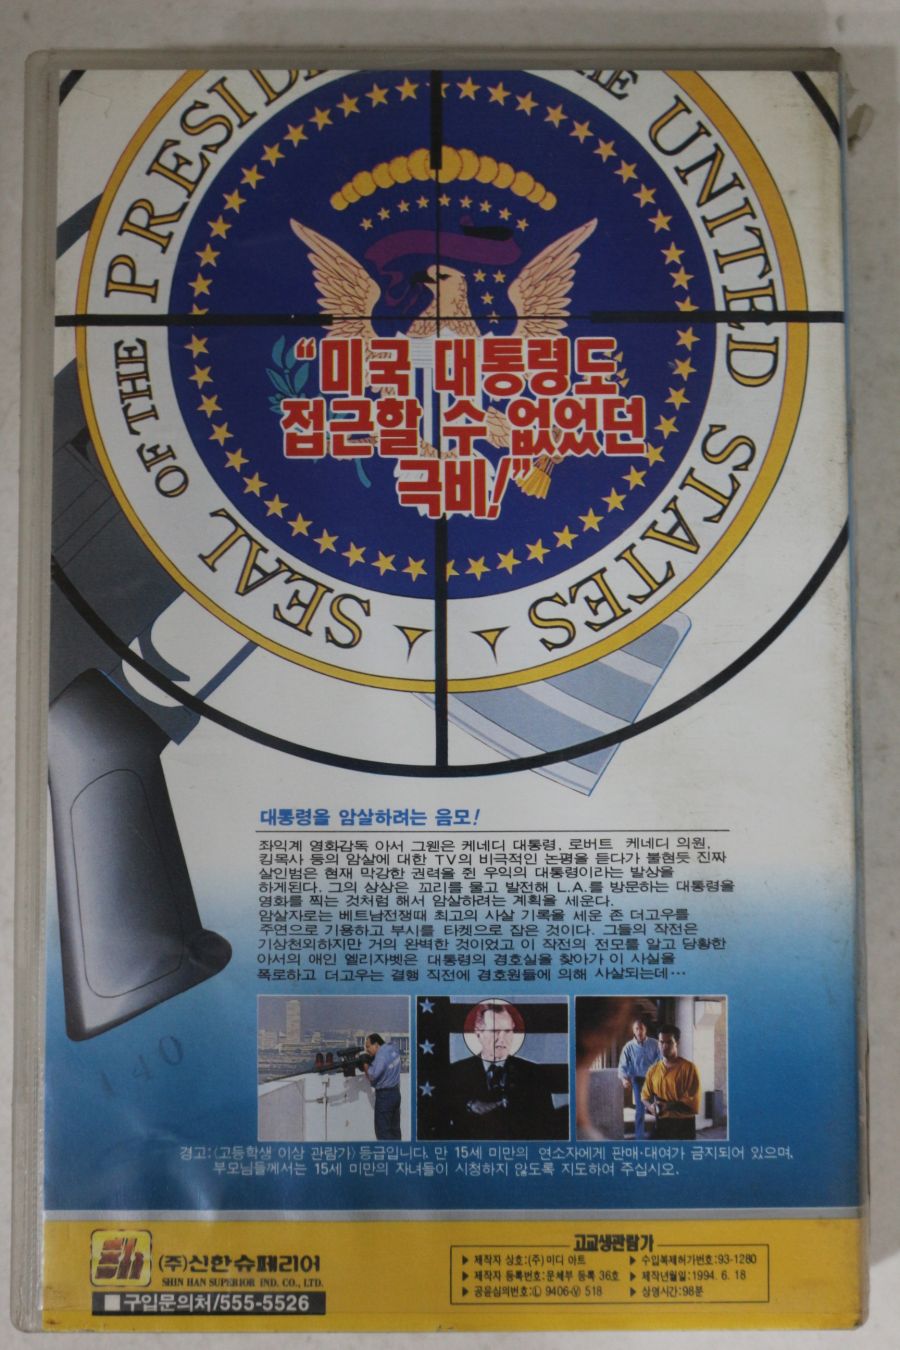 SEAL OF THE PRESIDE HE UNITED STATES
“미국 대통령도
접근할 수 없었던
극비!”
대통령을 암살하려는 음모!
좌익계 영화감독 아서 그웬은 케네디 대통령, 로버트 케네디 의원,
킹목사 등의 암살에 대한 TV의 비극적인 논평을 듣다가 불현듯 진짜
살인범은 현재 막강한 권력을 쥔 우익의 대통령이라는 발상을
하게된다. 그의 상상은 꼬리를 물고 발전해 L.A.를 방문하는 대통령을
영화를 찍는 것처럼 해서 암살하려는 계획을 세운다.
암살자로는 베트남전쟁때 최고의 사살 기록을 세운 존 더고우를
주연으로 기용하고 부시를 타켓으로 잡은 것이다. 그들의 작전은
기상천외하지만 거의 완벽한 것이었고 이 작전의 전모를 알고 당황한
아서의 애인 엘리자벳은 대통령의 경호실을 찾아가 이 사실을
폭로하고 더고우는 결행 직전에 경호원들에 의해 사살되는데…
140
경고:〈고등학생 이상 관람가〉등급입니다. 만 15세 미만의 연소자에게 판매·대여가 금지되어 있으며,
부모님들께서는 15세 미만의 자녀들이 시청하지 않도록 지도하여 주십시오.
(주)신한슈페리어
SHIN HAN SUPERIOR IND. CO., LTD.
■구입문의처/555-5526
고교생관람가
▶ 제작자 상호:(주) 미디 아트 ▶ 수입복제허가번호:93-1280
▶ 제작자 등록번호:문체부 등록 36호 ▶ 제작년월일:1994. 6. 18
▶ 공윤심의번호:Ⓛ 9406-Ⓥ 518 ▶ 상영시간:98분